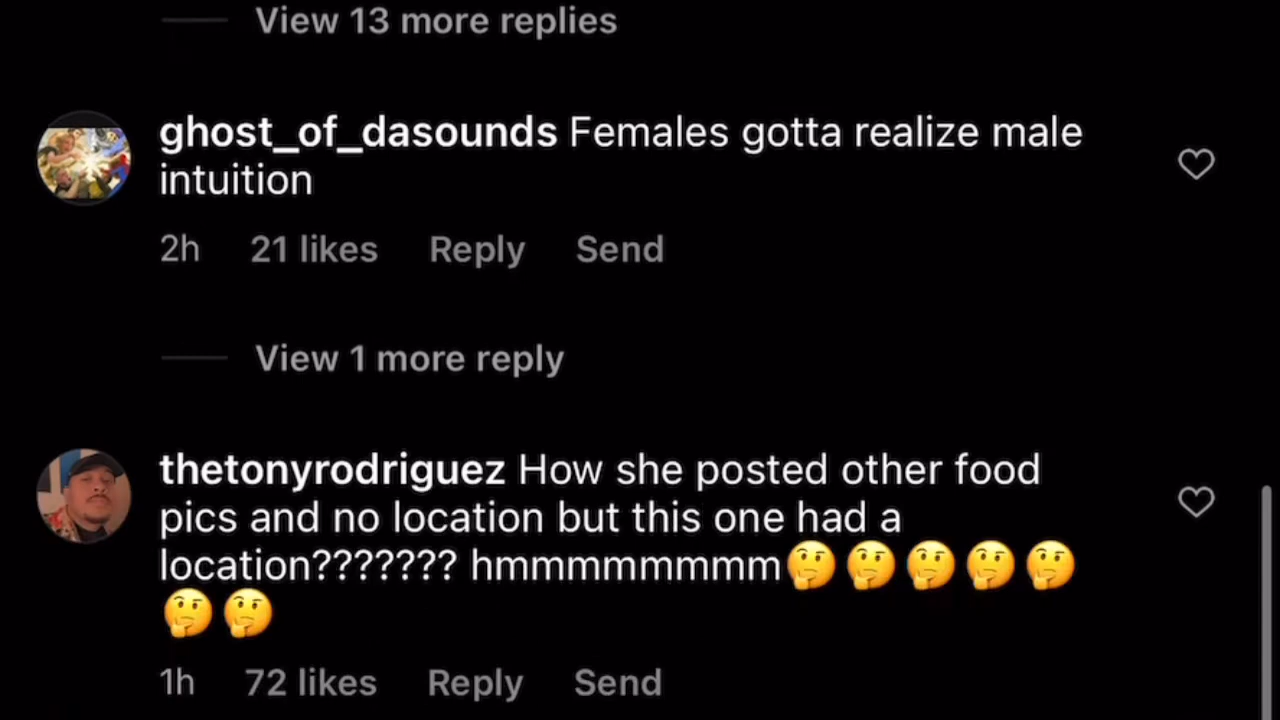 View 13 more replies
ghost_of_dasounds Females gotta realize male
intuition
2h 21 likes Reply Send
View 1 more reply
thetonyrodriguez How she posted other food
pics and no location but this one had a
location??????? hmmmmmmmm🤔🤔🤔🤔🤔
🤔🤔
1h 72 likes Reply Send